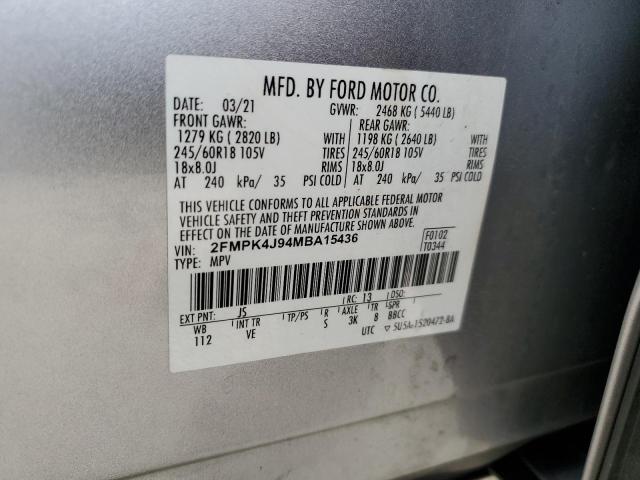 MFD. BY FORD MOTOR CO.
DATE: 03/21 GVWR: 2468 KG ( 5440 LB)
FRONT GAWR: REAR GAWR:
1279 KG ( 2820 LB) WITH 1198 KG ( 2640 LB) WITH
245/60R18 105V TIRES 245/60R18 105V TIRES
18x8.0J RIMS 18x8.0J RIMS
AT 240 kPa/ 35 PSI COLD AT 240 kPa/ 35 PSI COLD
THIS VEHICLE CONFORMS TO ALL APPLICABLE FEDERAL MOTOR
VEHICLE SAFETY AND THEFT PREVENTION STANDARDS IN
EFFECT ON THE DATE OF MANUFACTURE SHOWN ABOVE.
VIN: 2FMPK4J94MBA15436 F0102
TYPE: MPV T0344
EXT PNT: JS RC: 13 DSO:
WB INT TR TP/PS R AXLE TR SPR
112 VE S 3K 8 BBCC
UTC